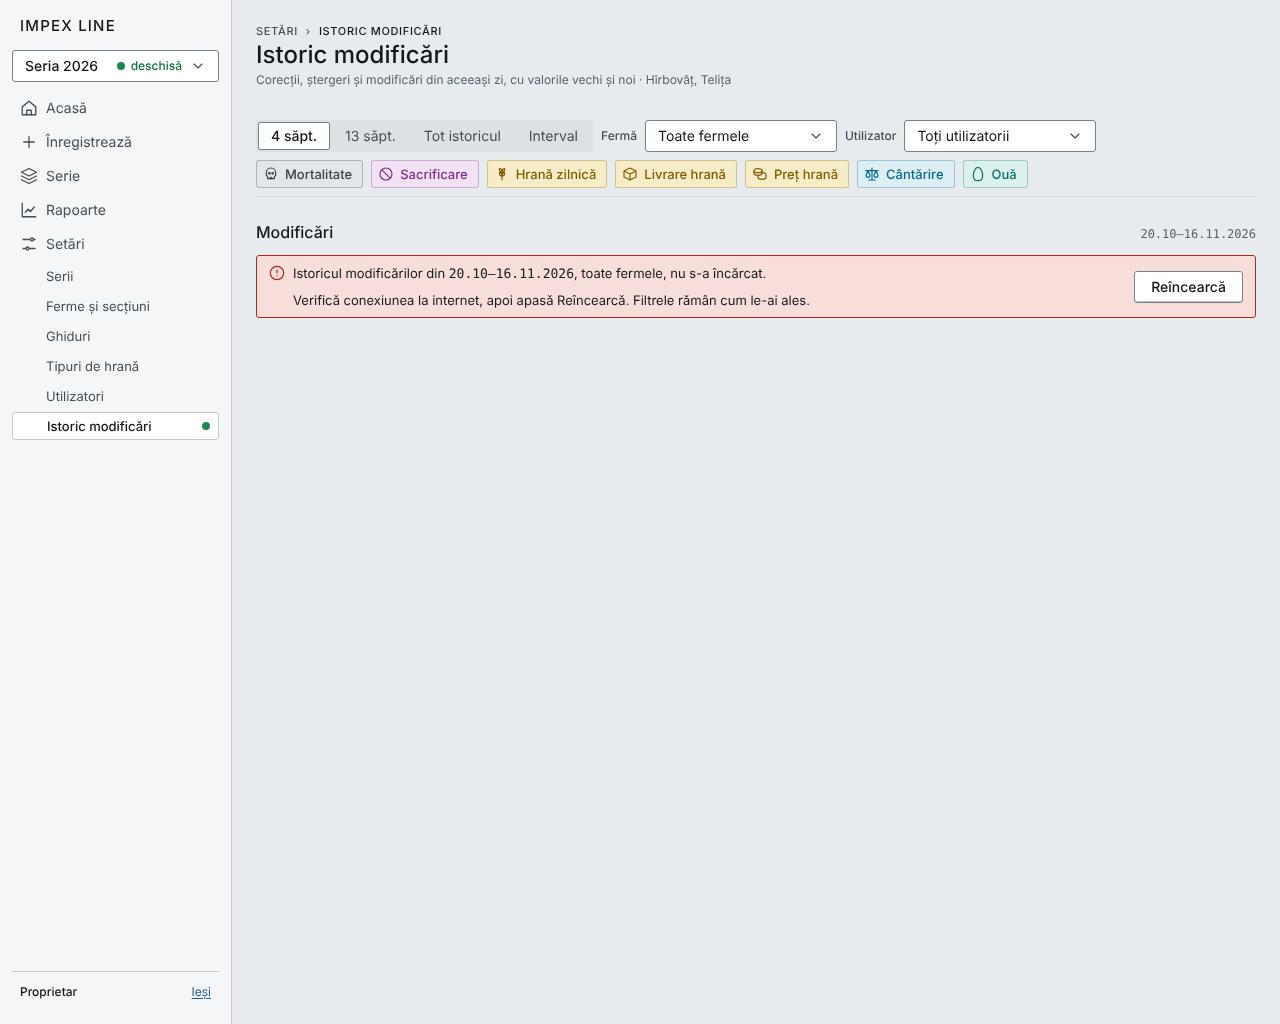 IMPEX LINE
Seria 2026 deschisă
Acasă
Înregistrează
Serie
Rapoarte
Setări
Serii
Ferme și secțiuni
Ghiduri
Tipuri de hrană
Utilizatori
Istoric modificări
Proprietar Ieși
SETĂRI › ISTORIC MODIFICĂRI
Istoric modificări
Corecții, ștergeri și modificări din aceeași zi, cu valorile vechi și noi · Hîrbovăț, Telița
4 săpt. 13 săpt. Tot istoricul Interval Fermă Toate fermele Utilizator Toți utilizatorii
Mortalitate Sacrificare Hrană zilnică Livrare hrană Preț hrană Cântărire Ouă
Modificări 20.10–16.11.2026
Istoricul modificărilor din 20.10–16.11.2026, toate fermele, nu s-a încărcat.
Verifică conexiunea la internet, apoi apasă Reîncearcă. Filtrele rămân cum le-ai ales.
Reîncearcă